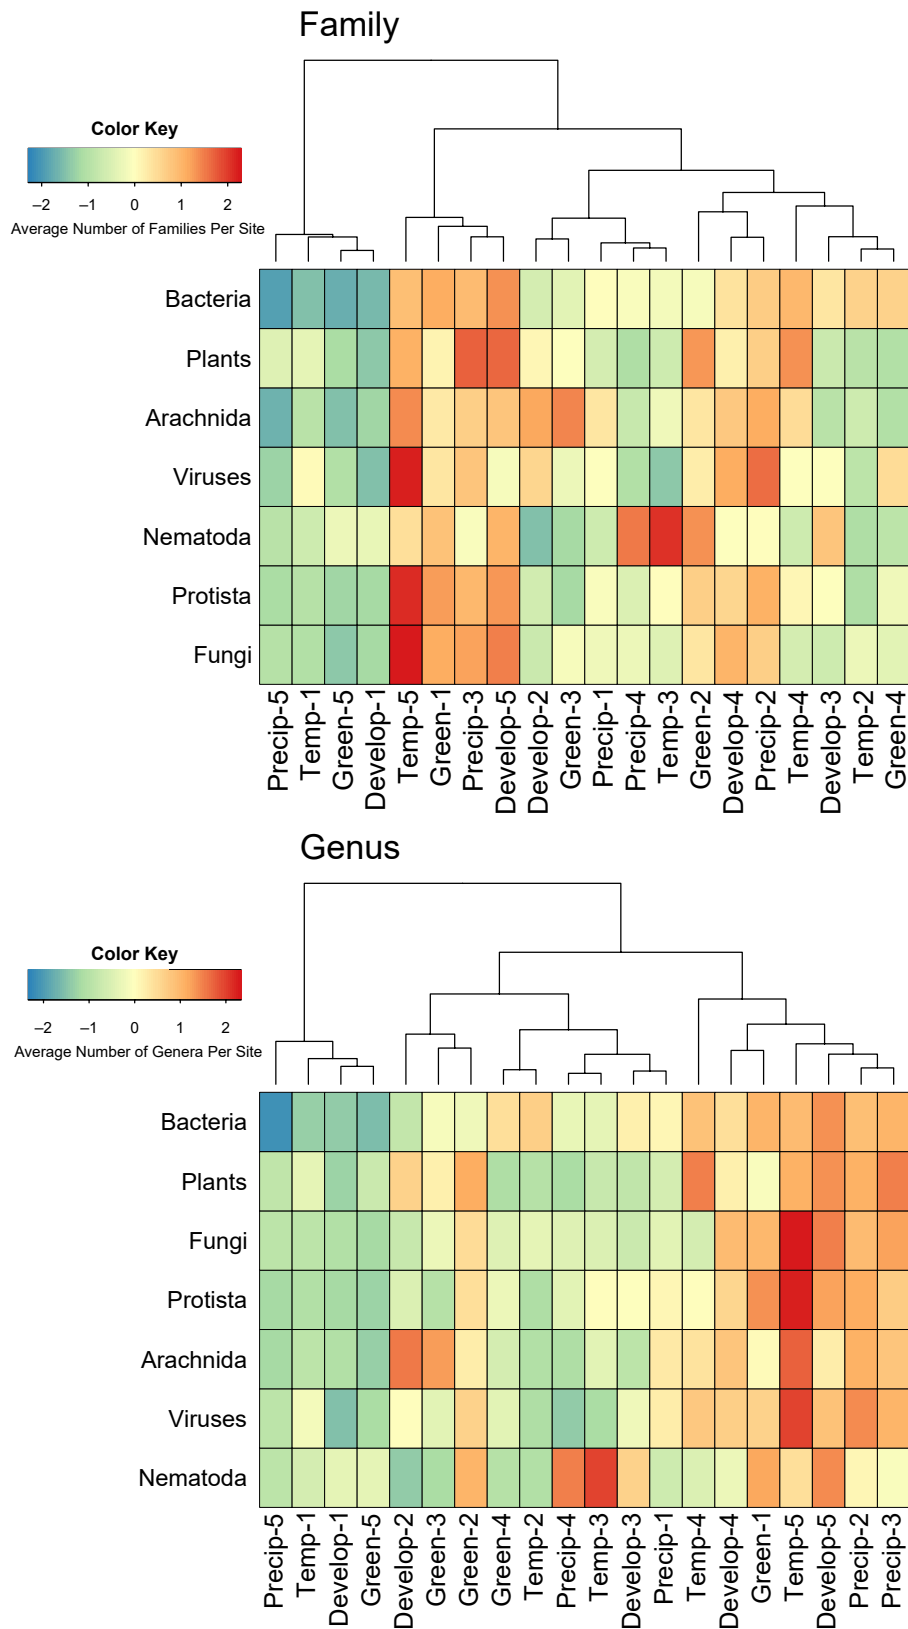 Family
Color Key
–2 –1 0 1 2
Average Number of Families Per Site
Bacteria
Plants
Arachnida
Viruses
Nematoda
Protista
Fungi
Precip-5 Temp-1 Green-5 Develop-1 Temp-5 Green-1 Precip-3 Develop-5 Develop-2 Green-3 Precip-1 Precip-4 Temp-3 Green-2 Develop-4 Precip-2 Temp-4 Develop-3 Temp-2 Green-4
Genus
Color Key
–2 –1 0 1 2
Average Number of Genera Per Site
Bacteria
Plants
Fungi
Protista
Arachnida
Viruses
Nematoda
Precip-5 Temp-1 Develop-1 Green-5 Develop-2 Green-3 Green-2 Green-4 Temp-2 Precip-4 Temp-3 Develop-3 Precip-1 Temp-4 Develop-4 Green-1 Temp-5 Develop-5 Precip-2 Precip-3